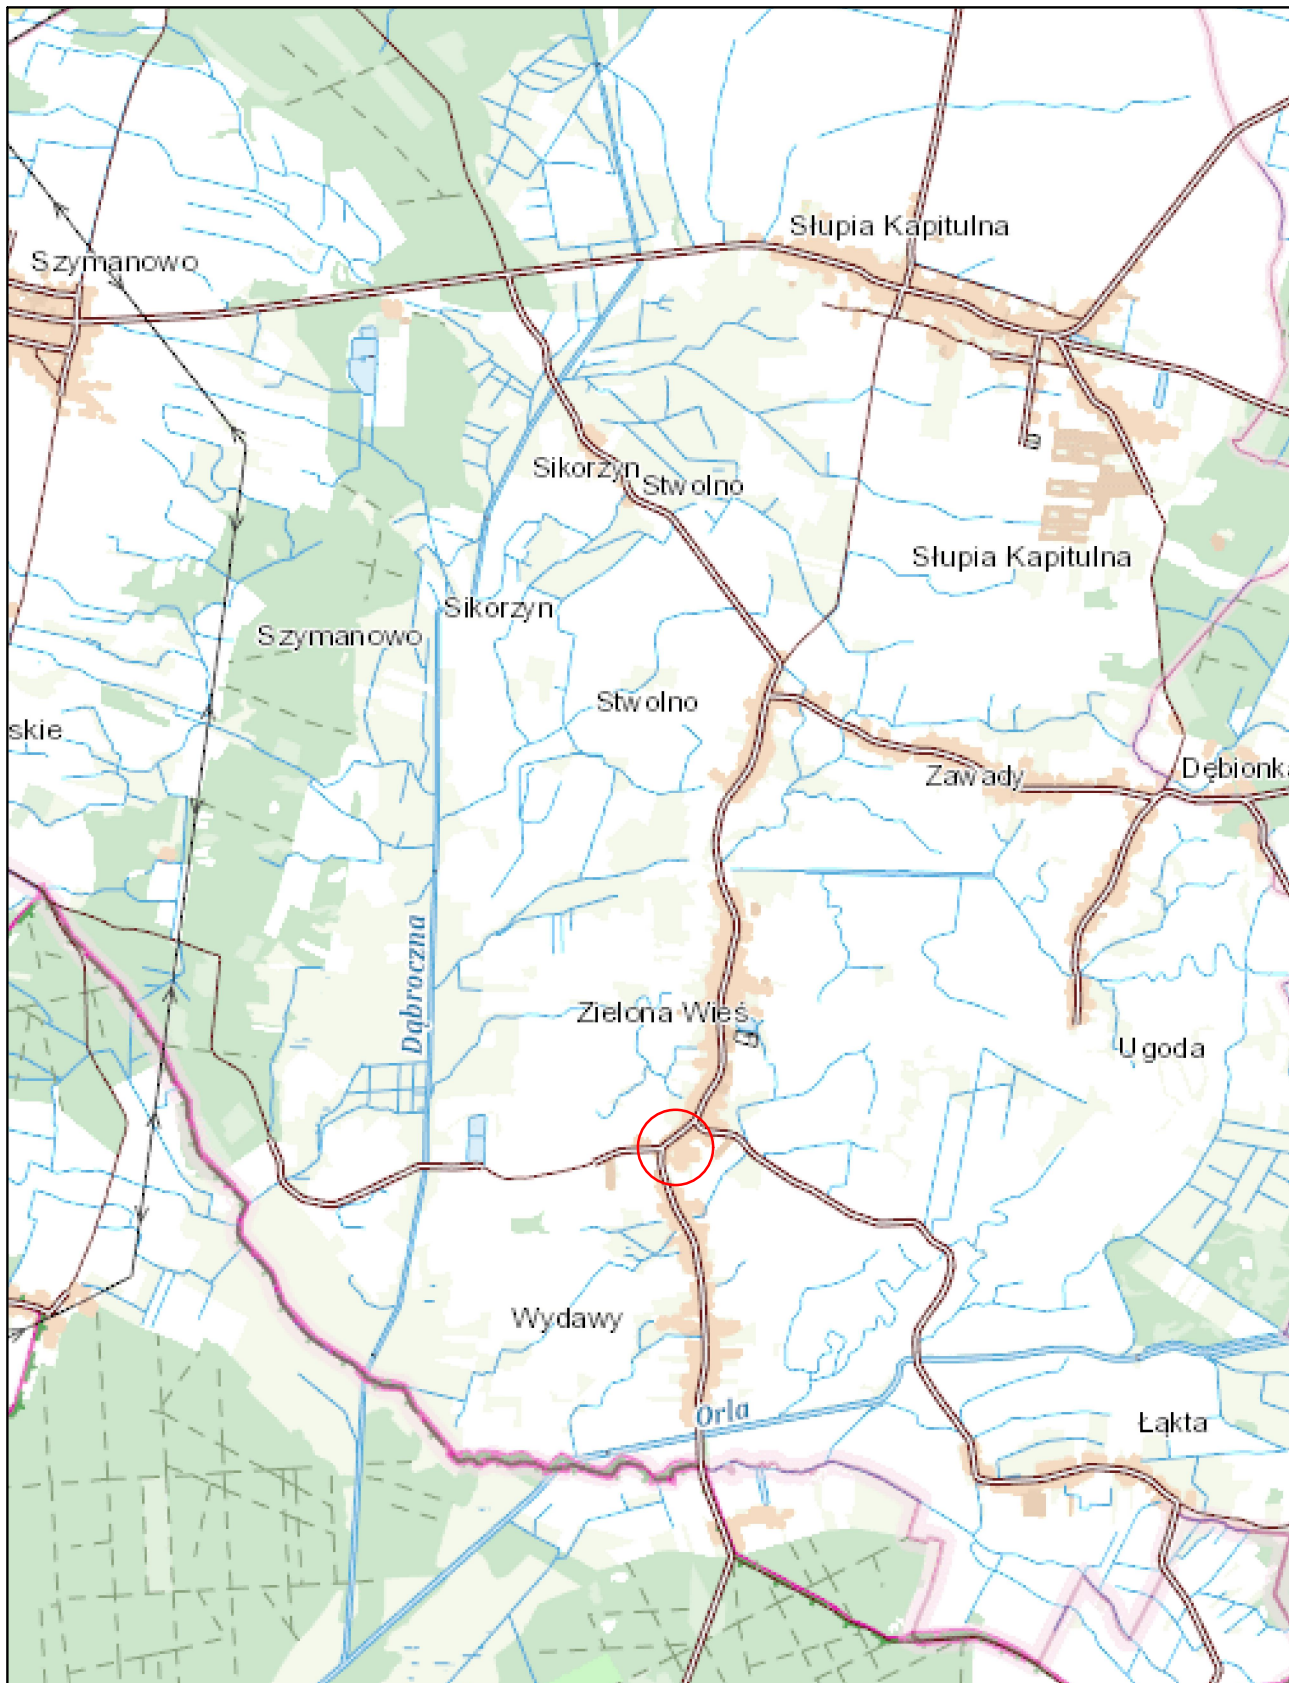 Słupia Kapitulna
Szymanowo
Sikorzyn
Stwolno
Słupia Kapitulna
Sikorzyn
Szymanowo
Stwolno
skie
Zawady
Dębionka
Dąbroczna
Zielona Wieś
Ugoda
Wydawy
Orla
Łąkta